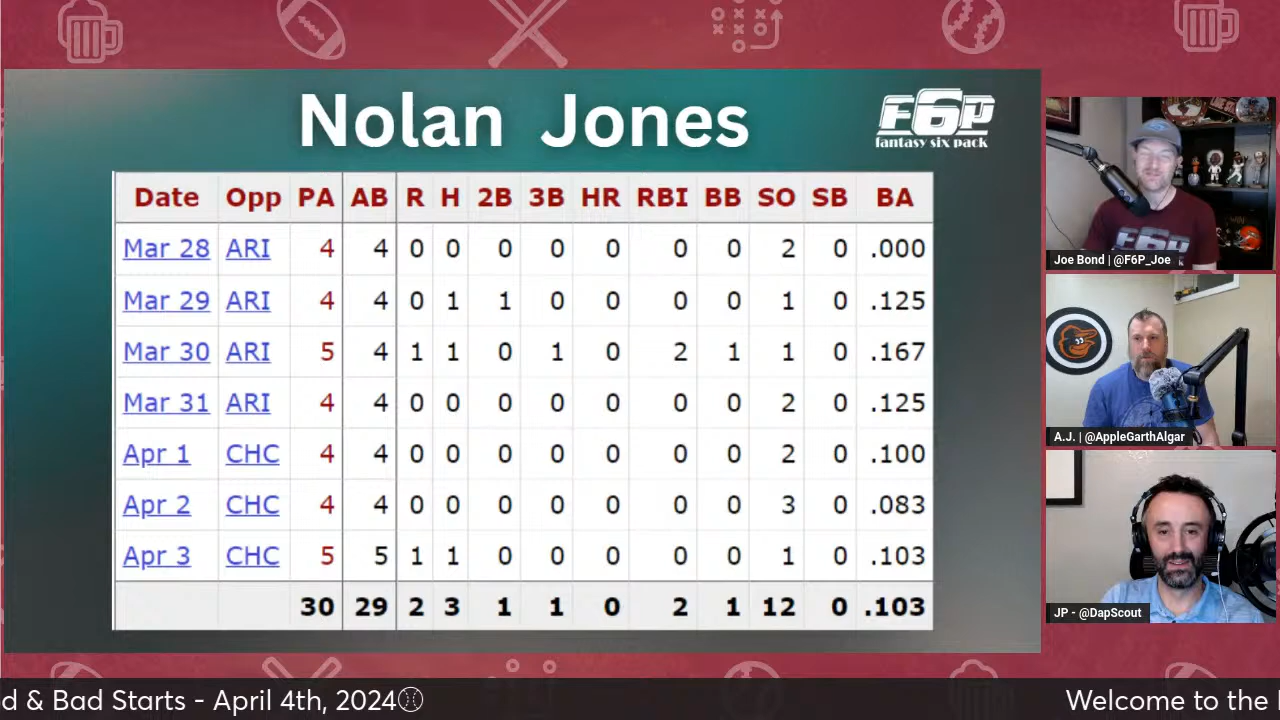 Nolan Jones
F6P
fantasy six pack
Date Opp PA AB R H 2B 3B HR RBI BB SO SB BA
Mar 28 ARI 4 4 0 0 0 0 0 0 0 2 0 .000
Mar 29 ARI 4 4 0 1 1 0 0 0 0 1 0 .125
Mar 30 ARI 5 4 1 1 0 1 0 2 1 1 0 .167
Mar 31 ARI 4 4 0 0 0 0 0 0 0 2 0 .125
Apr 1 CHC 4 4 0 0 0 0 0 0 0 2 0 .100
Apr 2 CHC 4 4 0 0 0 0 0 0 0 3 0 .083
Apr 3 CHC 5 5 1 1 0 0 0 0 0 1 0 .103
30 29 2 3 1 1 0 2 1 12 0 .103
F6P
Joe Bond | @F6P_Joe
A.J. | @AppleGarthAlgar
JP - @DapScout
d & Bad Starts - April 4th, 2024
Welcome to the